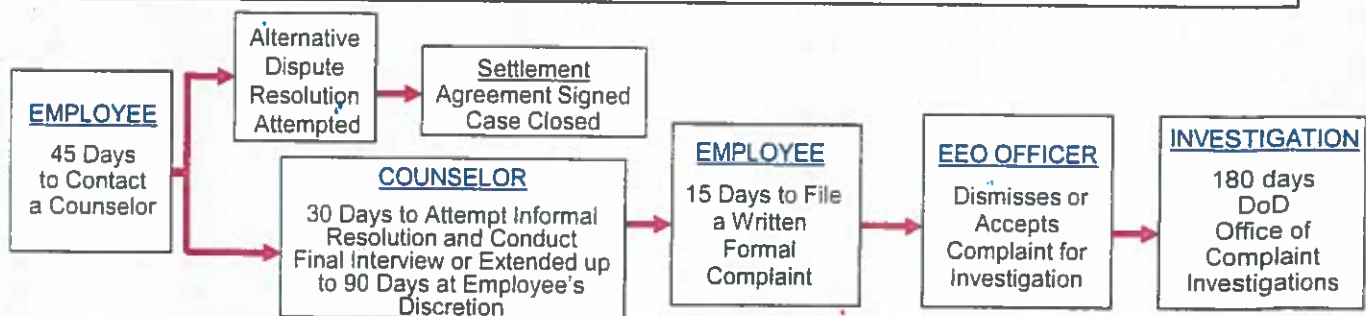 EMPLOYEE
45 Days
to Contact
a Counselor
Alternative
Dispute
Resolution
Attempted
Settlement
Agreement Signed
Case Closed
COUNSELOR
30 Days to Attempt Informal
Resolution and Conduct
Final Interview or Extended up
to 90 Days at Employee's
Discretion
EMPLOYEE
15 Days to File
a Written
Formal
Complaint
EEO OFFICER
Dismisses or
Accepts
Complaint for
Investigation
INVESTIGATION
180 days
DoD
Office of
Complaint
Investigations